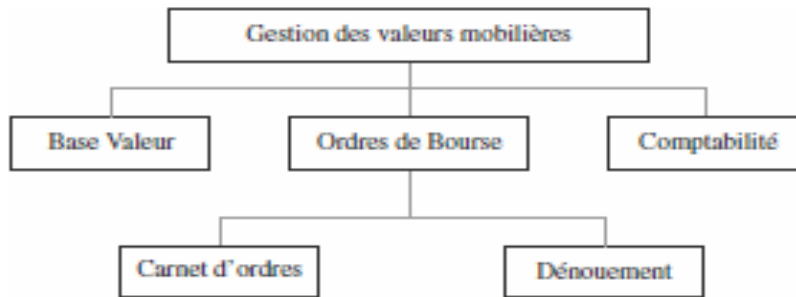 Gestion des valeurs mobilières
Base Valeur
Ordres de Bourse
Comptabilité
Carnet d'ordres
Dénouement